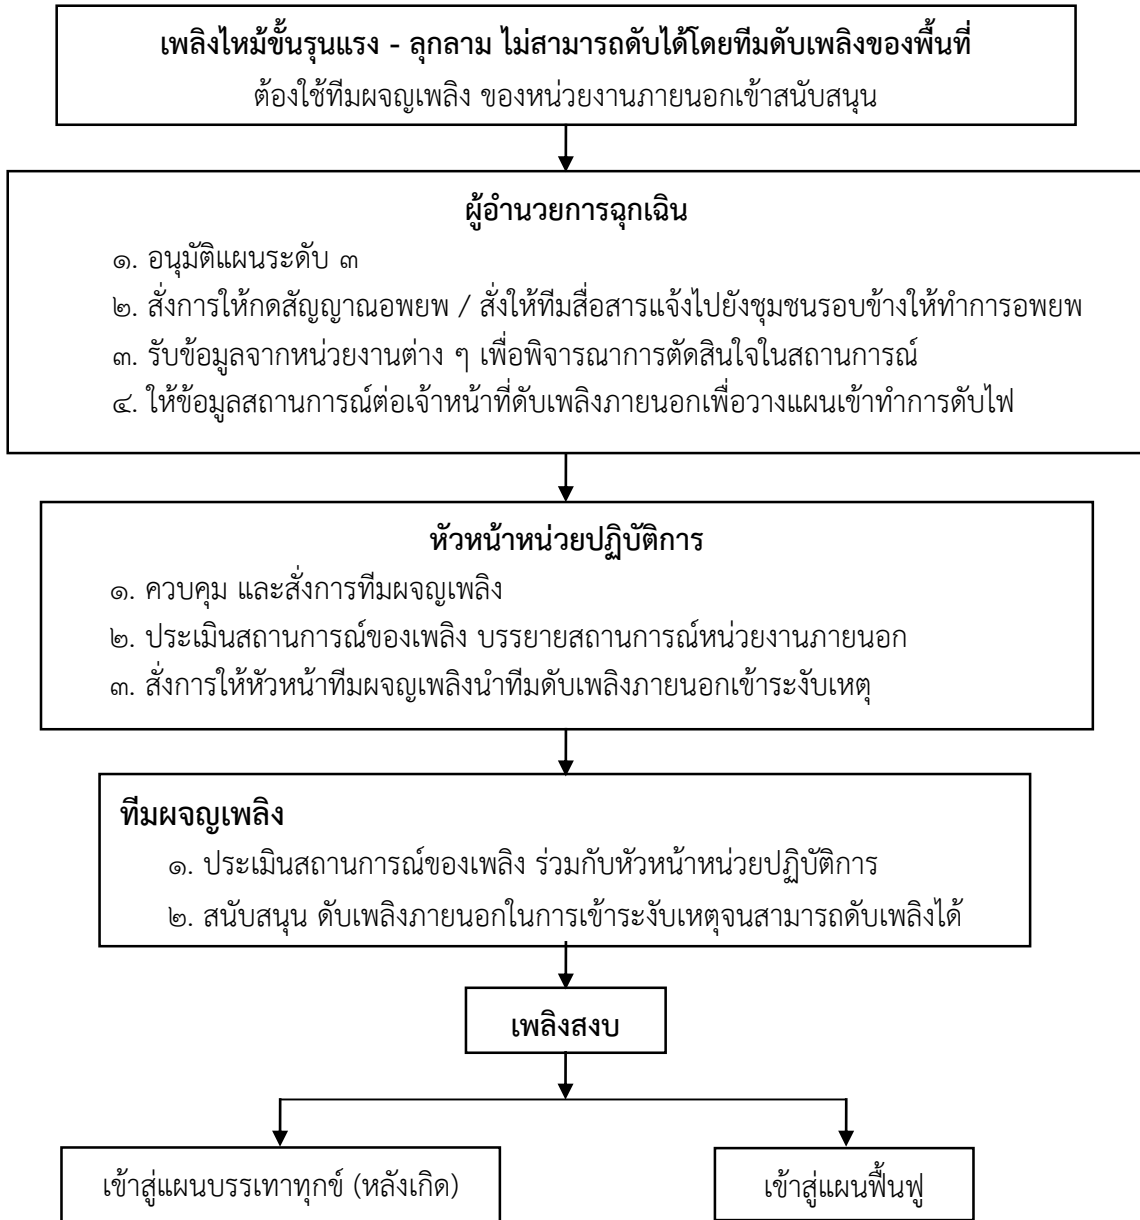 เพลิงไหม้ขั้นรุนแรง - ลุกลาม ไม่สามารถดับได้โดยทีมดับเพลิงของพื้นที่
ต้องใช้ทีมผจญเพลิง ของหน่วยงานภายนอกเข้าสนับสนุน
ผู้อำนวยการฉุกเฉิน
๑. อนุมัติแผนระดับ ๓
๒. สั่งการให้กดสัญญาณอพยพ / สั่งให้ทีมสื่อสารแจ้งไปยังชุมชนรอบข้างให้ทำการอพยพ
๓. รับข้อมูลจากหน่วยงานต่าง ๆ เพื่อพิจารณาการตัดสินใจในสถานการณ์
๔. ให้ข้อมูลสถานการณ์ต่อเจ้าหน้าที่ดับเพลิงภายนอกเพื่อวางแผนเข้าทำการดับไฟ
หัวหน้าหน่วยปฏิบัติการ
๑. ควบคุม และสั่งการทีมผจญเพลิง
๒. ประเมินสถานการณ์ของเพลิง บรรยายสถานการณ์หน่วยงานภายนอก
๓. สั่งการให้หัวหน้าทีมผจญเพลิงนำทีมดับเพลิงภายนอกเข้าระงับเหตุ
ทีมผจญเพลิง
๑. ประเมินสถานการณ์ของเพลิง ร่วมกับหัวหน้าหน่วยปฏิบัติการ
๒. สนับสนุน ดับเพลิงภายนอกในการเข้าระงับเหตุจนสามารถดับเพลิงได้
เพลิงสงบ
เข้าสู่แผนบรรเทาทุกข์ (หลังเกิด)
เข้าสู่แผนฟื้นฟู